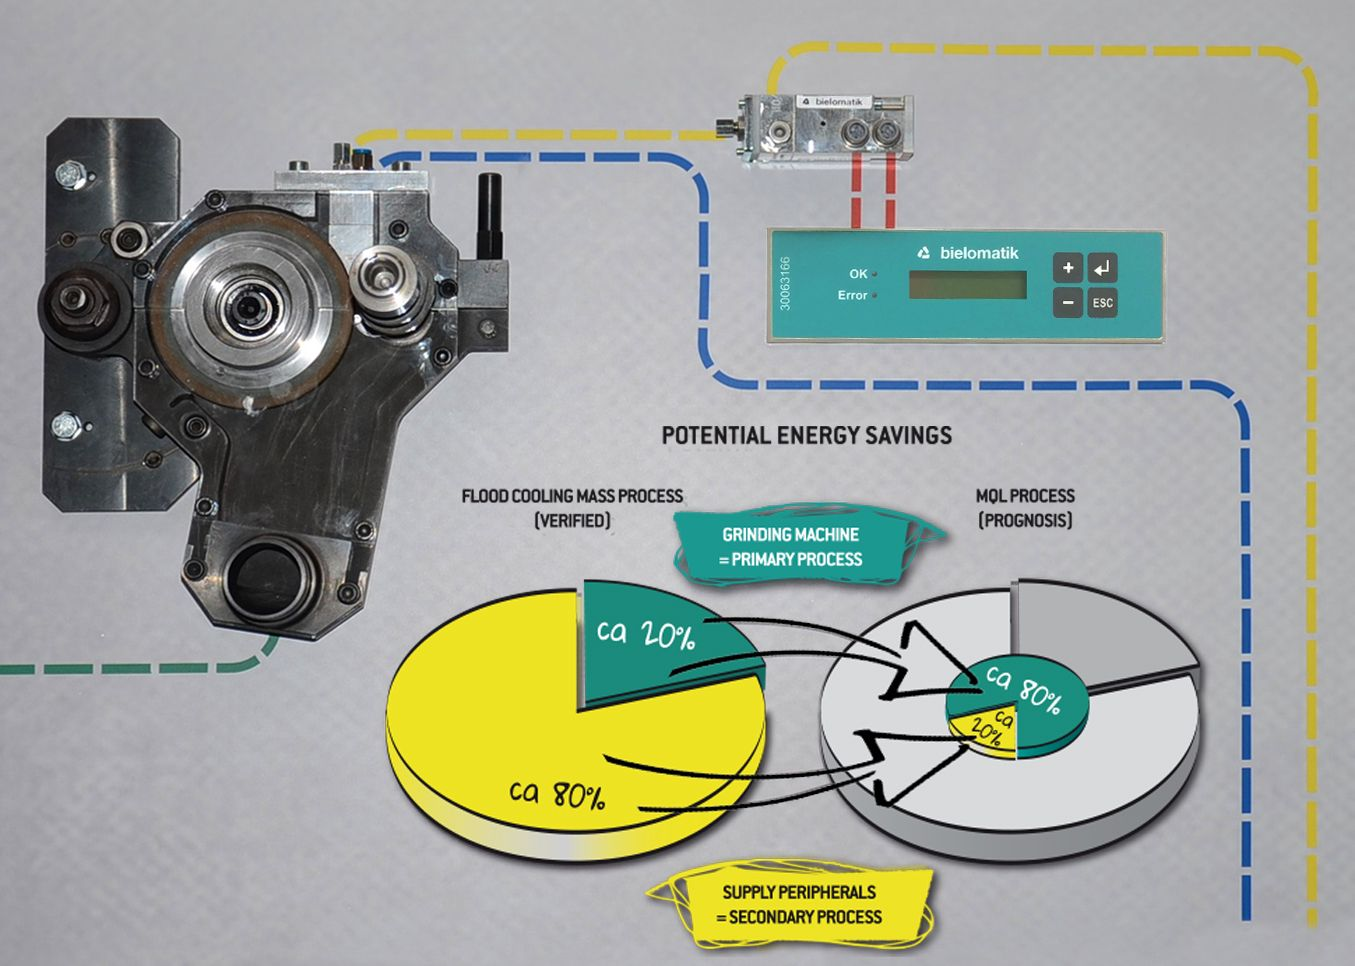 bielomatik
bielomatik
30063166
OK
Error
+
-
ESC
POTENTIAL ENERGY SAVINGS
FLOOD COOLING MASS PROCESS
(VERIFIED)
MQL PROCESS
(PROGNOSIS)
GRINDING MACHINE
= PRIMARY PROCESS
ca 20%
ca 80%
ca 80%
ca
20%
SUPPLY PERIPHERALS
= SECONDARY PROCESS